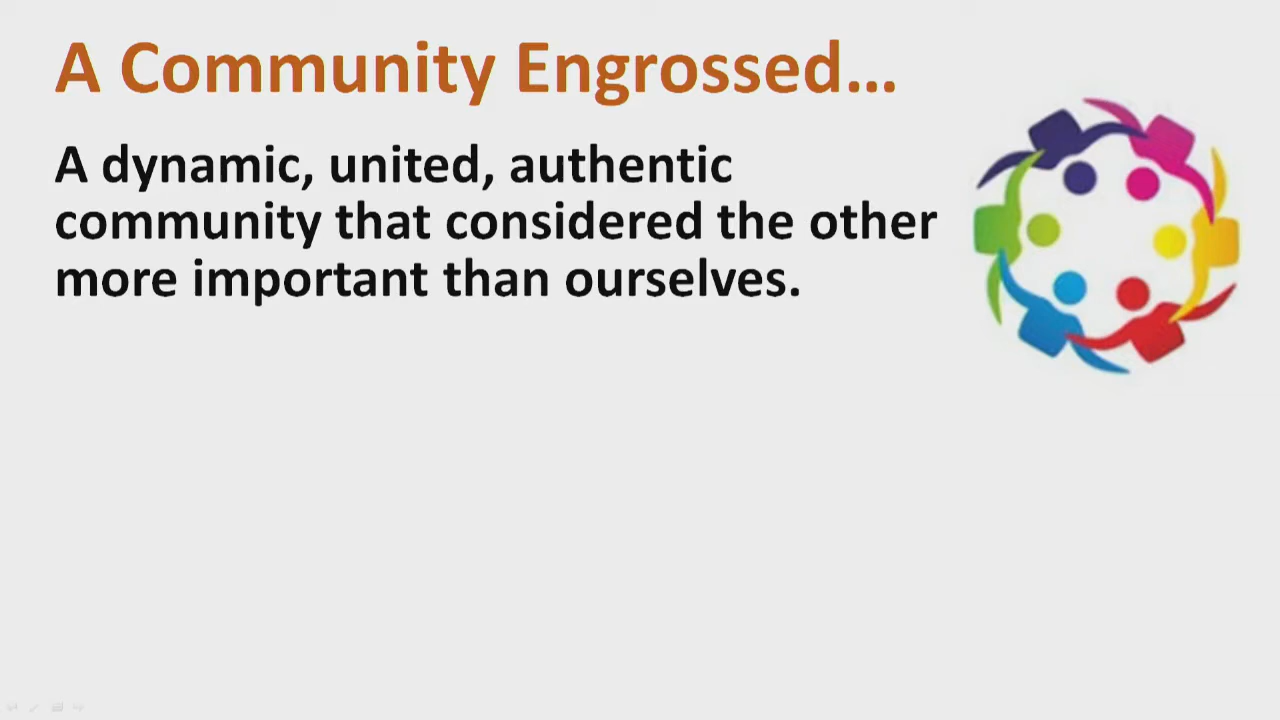 A Community Engrossed…
A dynamic, united, authentic
community that considered the other
more important than ourselves.